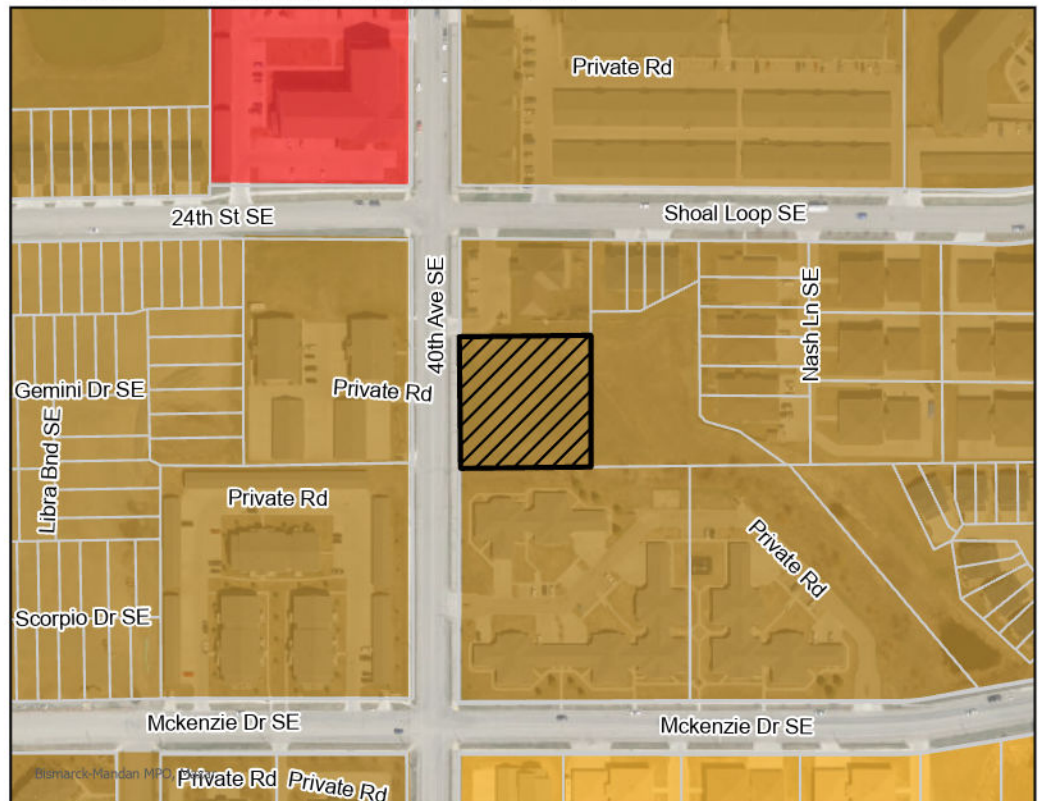 Private Rd
24th St SE
Shoal Loop SE
40th Ave SE
Nash Ln SE
Gemini Dr SE
Private Rd
Libra Bnd SE
Private Rd
Private Rd
Scorpio Dr SE
Mckenzie Dr SE
Mckenzie Dr SE
Bismarck-Mandan MPO,
Private Rd
Private Rd